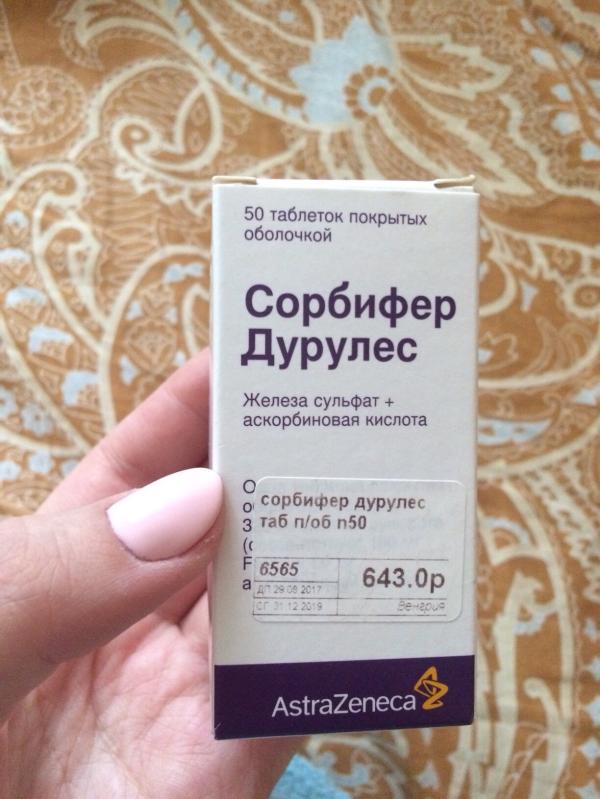 50 таблеток покрытых
оболочкой
Сорбифер
Дурулес
Железа сульфат +
аскорбиновая кислота
сорбифер дурулес
таб п/об n50
6565
643.0р
ДП 29.08.2017
СГ 31.12.2019
Венгрия
AstraZeneca